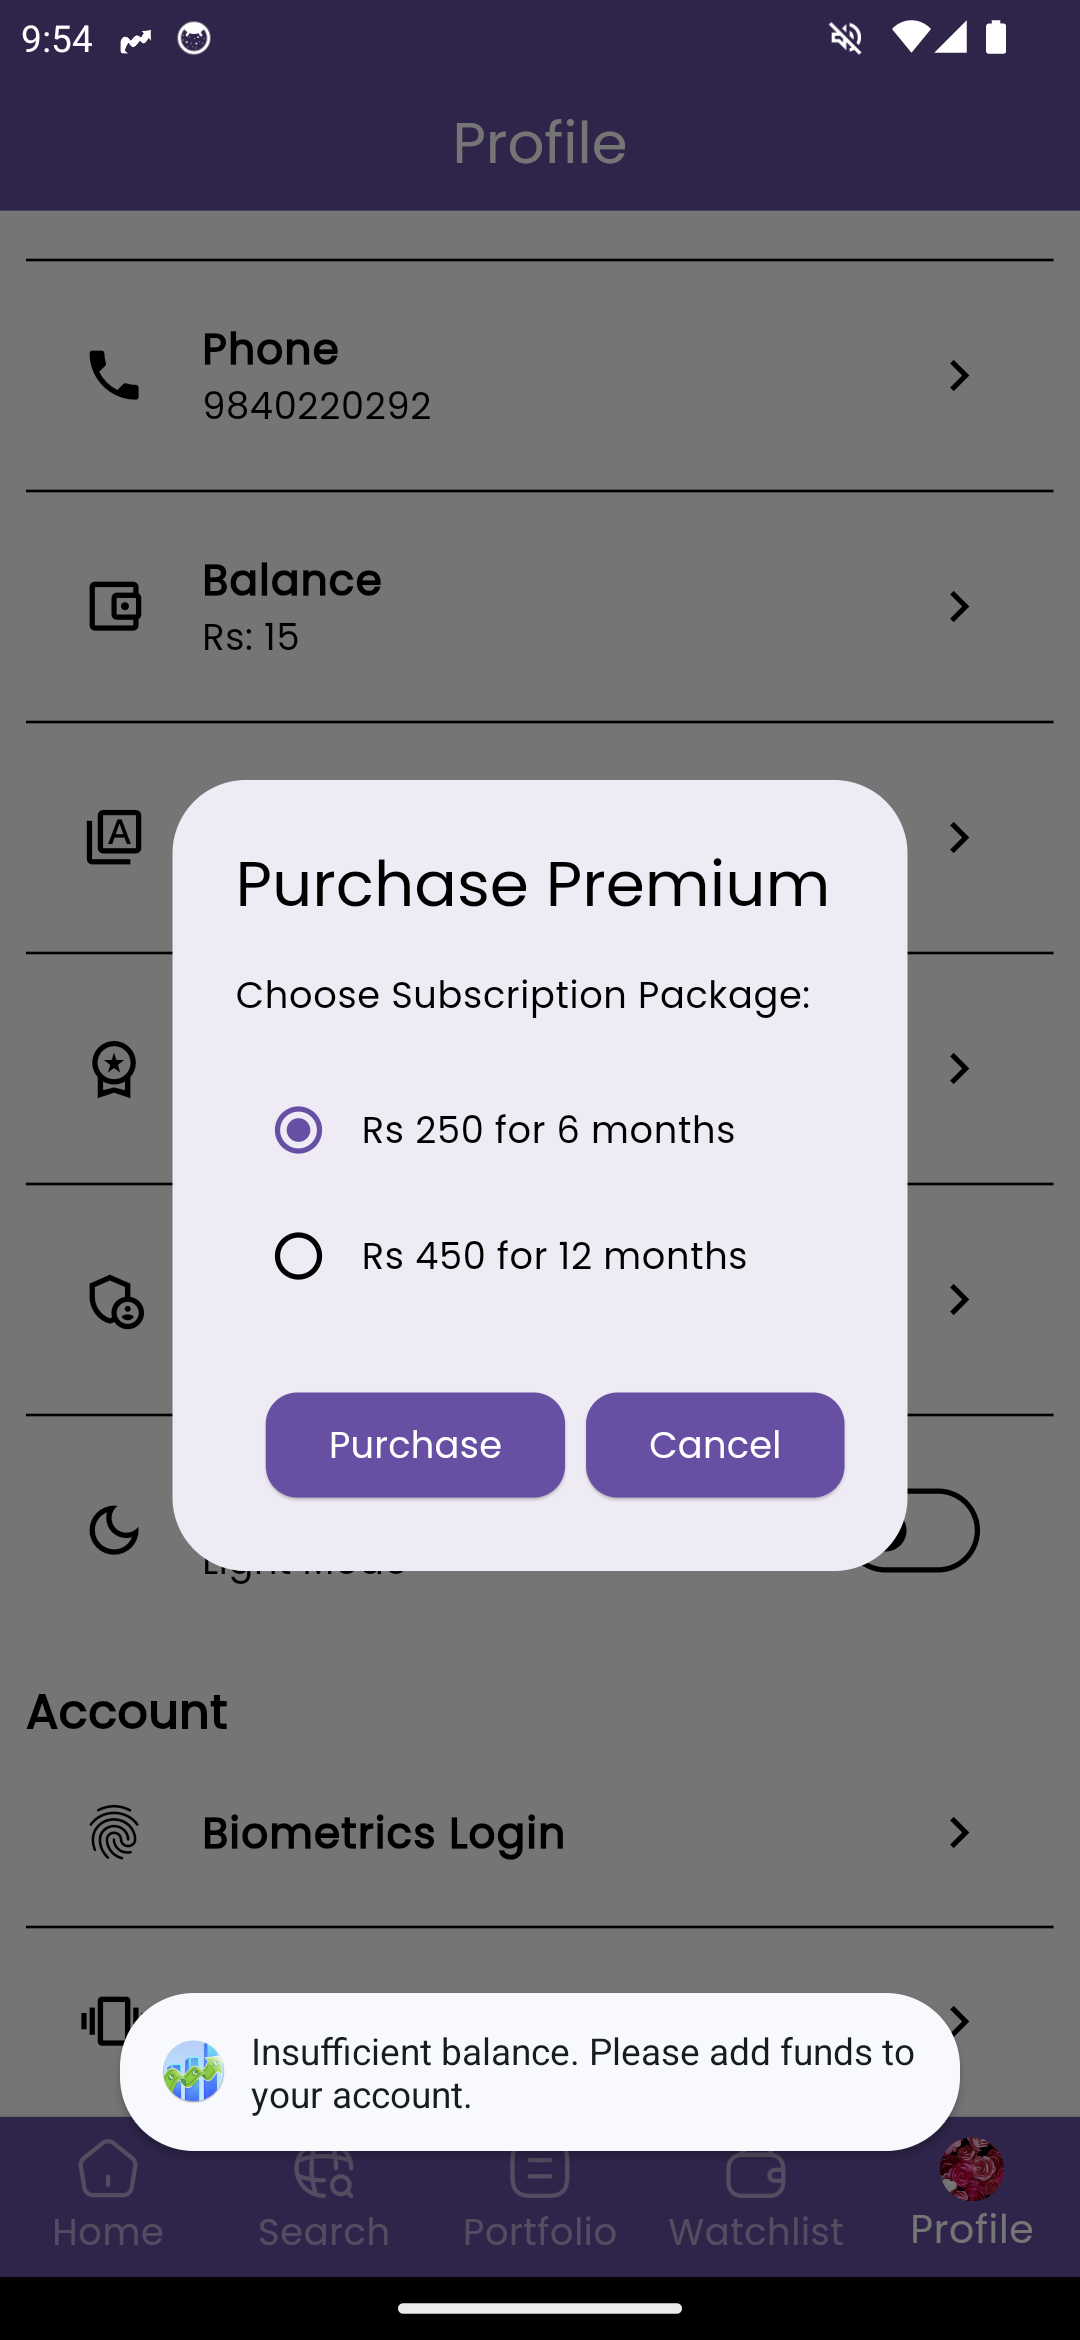 9:54
Profile
Phone
9840220292
Balance
Rs: 15
A
Purchase Premium
Choose Subscription Package:
Rs 250 for 6 months
Rs 450 for 12 months
Purchase
Cancel
Light Mode
Account
Biometrics Login
Insufficient balance. Please add funds to
your account.
Home
Search
Portfolio
Watchlist
Profile